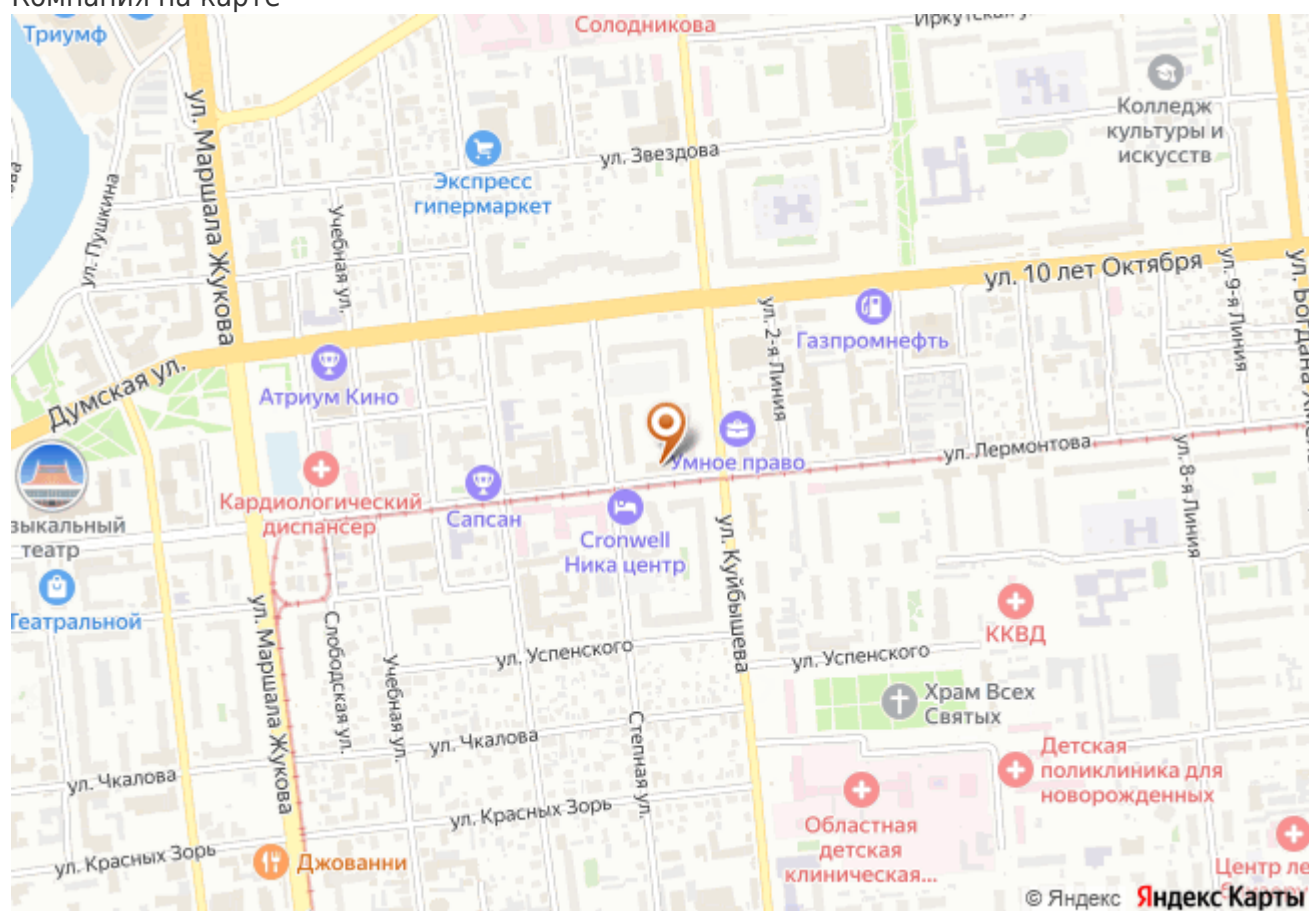 Компания на карте
Триумф
Солодникова
Иркутская
Колледж
культуры и
искусств
ул. Маршала Жукова
ул. Звездова
Экспресс
гипермаркет
ул. Пушкина
Учебная ул.
ул. 10 лет Октября
ул. 9-я Линия
ул. 2-я Линия
Газпромнефть
Думская ул.
Атриум Кино
Умное право
ул. Лермонтова
ул. 8-я Линия
Кардиологический
диспансер
Сапсан
Cronwell
Ника центр
зыкальный
театр
Театральной
ул. Куйбышева
ККВД
ул. Маршала Жукова
Слободская ул.
Учебная ул.
ул. Успенского
ул. Успенского
Храм Всех
Святых
Степная ул.
ул. Чкалова
ул. Чкалова
Детская
поликлиника для
новорожденных
ул. Красных Зорь
ул. Красных Зорь
Джованни
Областная
детская
клиническая...
Центр ле
© Яндекс Яндекс Карты